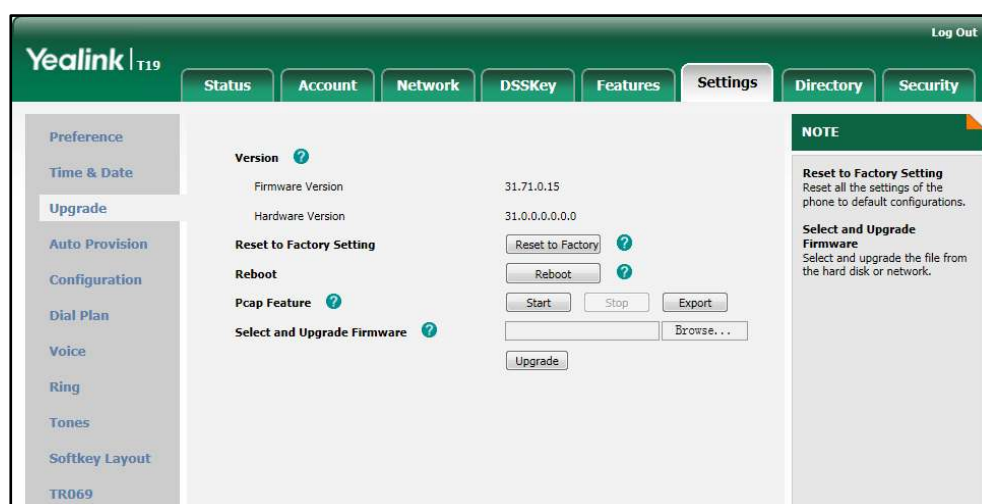 Log Out
Yealink T19
Status Account Network DSSKey Features Settings Directory Security
Preference
Time & Date
Upgrade
Auto Provision
Configuration
Dial Plan
Voice
Ring
Tones
Softkey Layout
TR069
Version ?
Firmware Version 31.71.0.15
Hardware Version 31.0.0.0.0.0.0
Reset to Factory Setting Reset to Factory ?
Reboot Reboot ?
Pcap Feature ? Start Stop Export
Select and Upgrade Firmware ? Browse...
Upgrade
NOTE
Reset to Factory Setting
Reset all the settings of the
phone to default configurations.
Select and Upgrade
Firmware
Select and upgrade the file from
the hard disk or network.